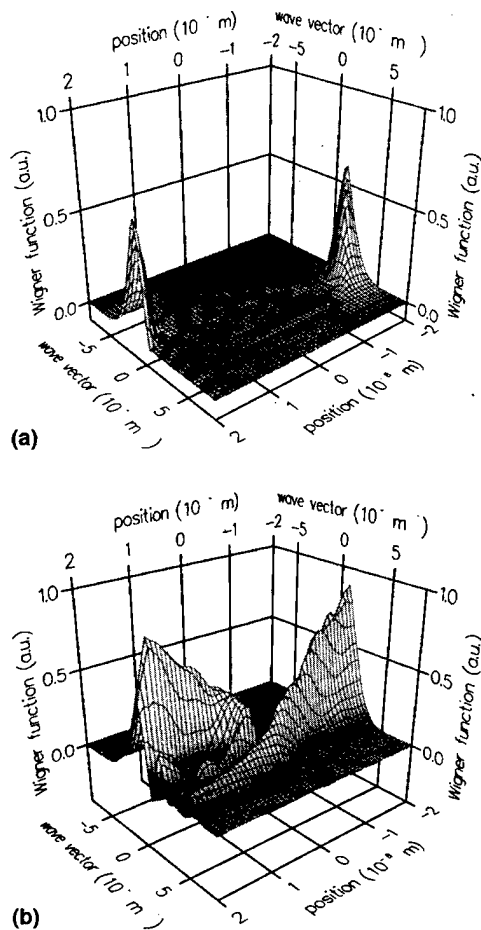 position (10⁻ m)
wave vector (10⁻ m)
2 1 0 -1 -2 -5 0 5
1.0 1.0
0.5 0.5
0.0 0.0
Wigner function (a.u.)
Wigner function (a.u.)
-5 0 5
wave vector (10⁻ m )
2 1 0 -1 -2
position (10⁻⁸ m)
(a)
position (10⁻ m)
wave vector (10⁻ m)
2 1 0 -1 -2 -5 0 5
1.0 1.0
0.5 0.5
0.0 0.0
Wigner function (a.u.)
Wigner function (a.u.)
-5 0 5
wave vector (10⁻ m )
2 1 0 -1 -2
position (10⁻⁸ m)
(b)